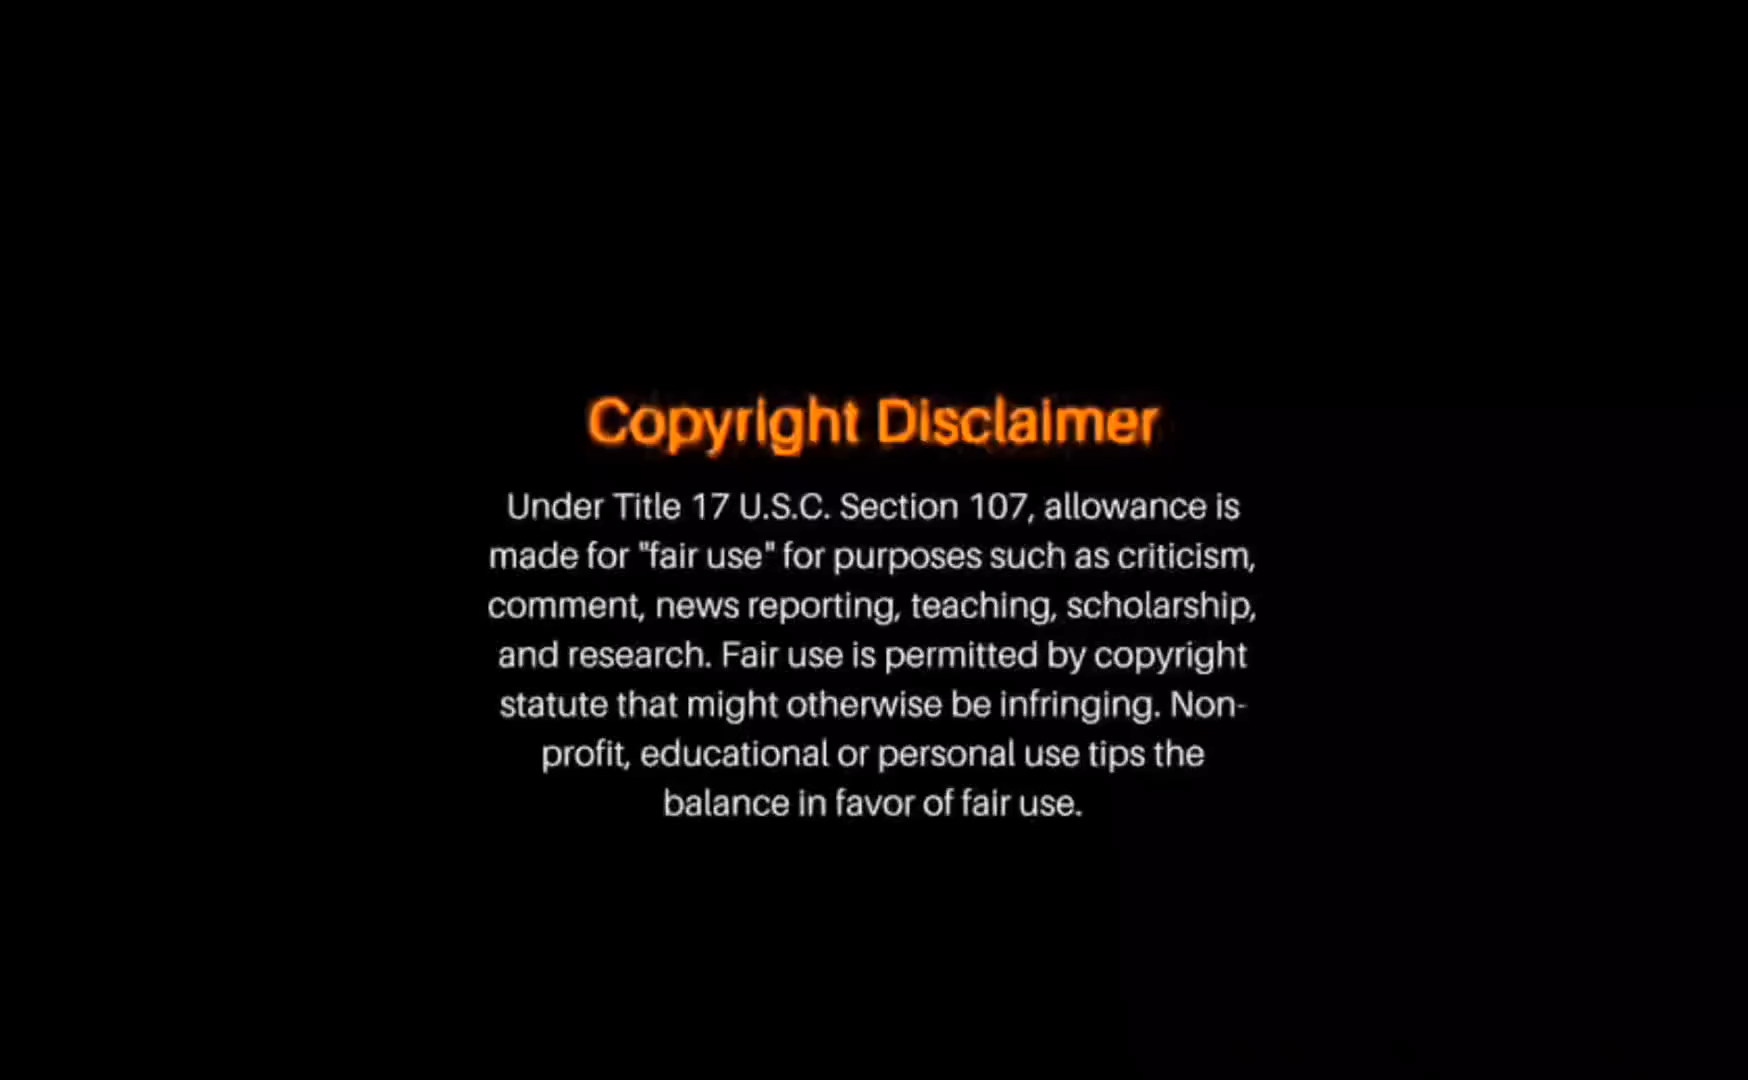 Copyright Disclaimer
Under Title 17 U.S.C. Section 107, allowance is
made for "fair use" for purposes such as criticism,
comment, news reporting, teaching, scholarship,
and research. Fair use is permitted by copyright
statute that might otherwise be infringing. Non-
profit, educational or personal use tips the
balance in favor of fair use.